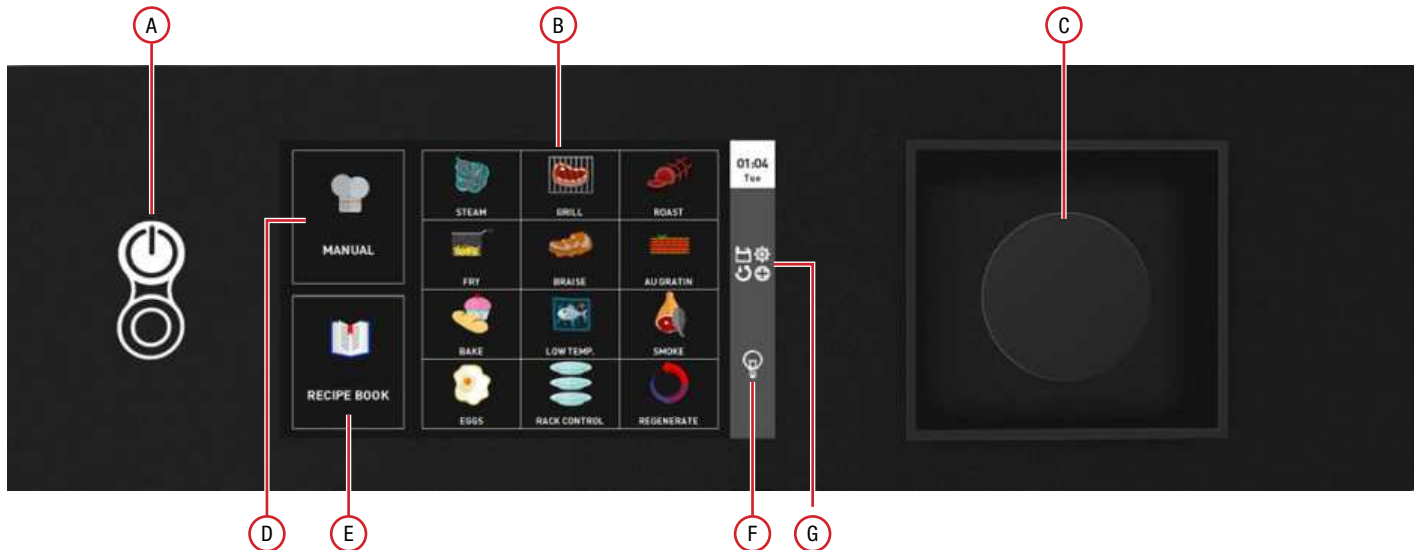 A B C
01:04
Tue
STEAM GRILL ROAST
MANUAL
FRY BRAISE AU GRATIN
BAKE LOW TEMP. SMOKE
RECIPE BOOK
EGGS RACK CONTROL REGENERATE
D E F G